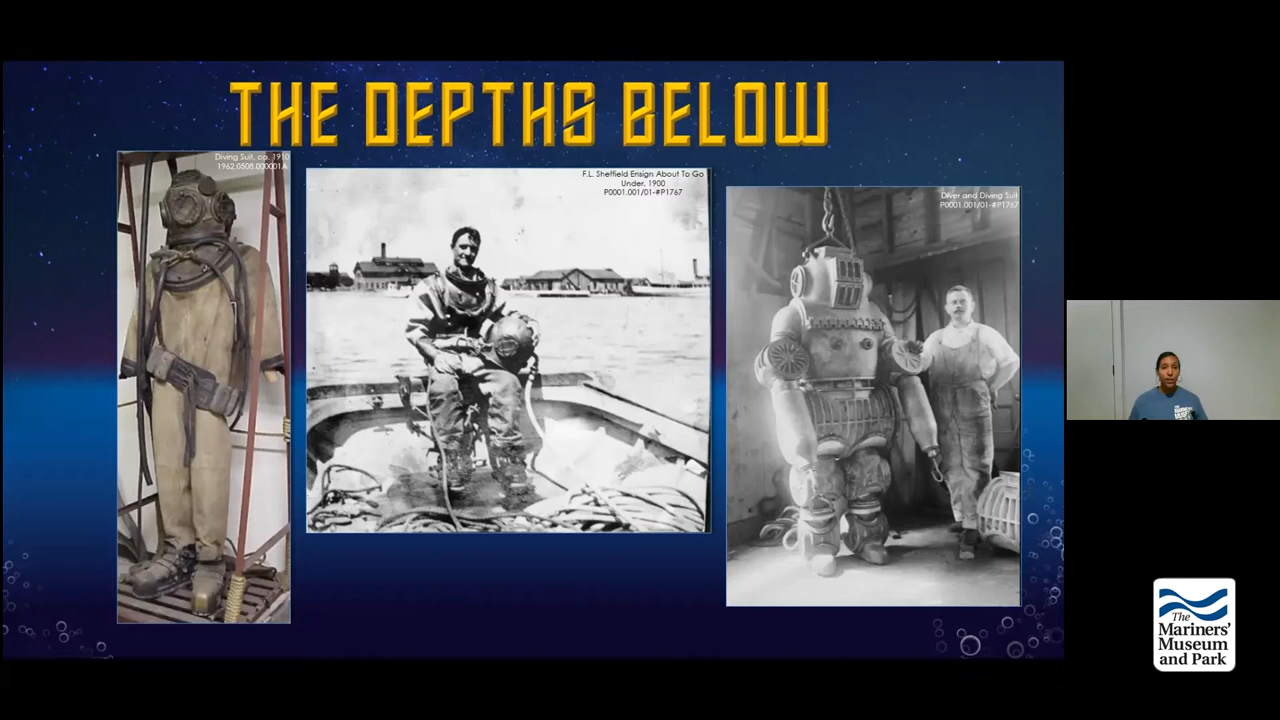 THE DEPTHS BELOW
Diving Suit, ca. 1910
1962.0508.000001A
F.L. Sheffield Ensign About To Go
Under, 1900
P0001.001/01-#P1767
Diver and Diving Suit
P0001.001/01-#P1767
The
Mariners'
Museum
and Park